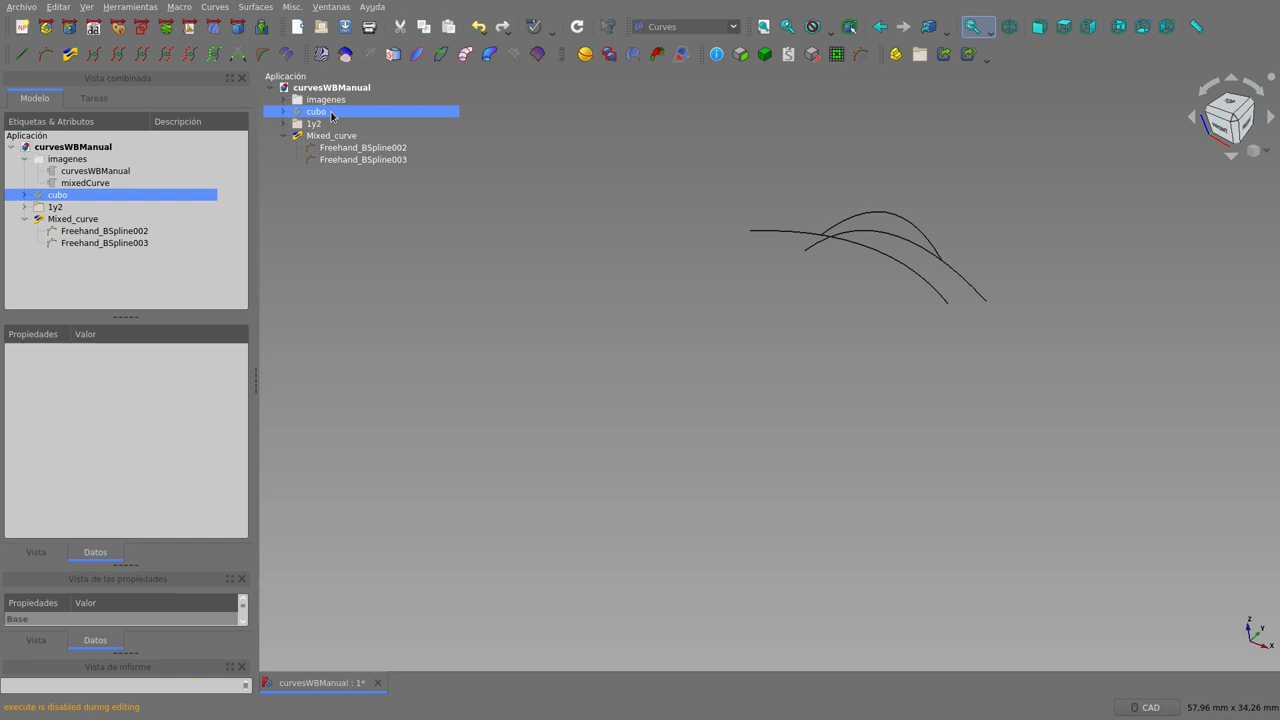 Archivo Editar Ver Herramientas Macro Curves Surfaces Misc. Ventanas Ayuda
Curves
Vista combinada
Modelo Tareas
Etiquetas & Atributos Descripción
Aplicación
curvesWBManual
imagenes
curvesWBManual
mixedCurve
cubo
1y2
Mixed_curve
Freehand_BSpline002
Freehand_BSpline003
Propiedades Valor
Vista Datos
Vista de las propiedades
Propiedades Valor
Base
Vista Datos
Vista de informe
Aplicación
curvesWBManual
imagenes
cubo
1y2
Mixed_curve
Freehand_BSpline002
Freehand_BSpline003
Z
Y
X
curvesWBManual : 1*
execute is disabled during editing
CAD
57,96 mm x 34,26 mm